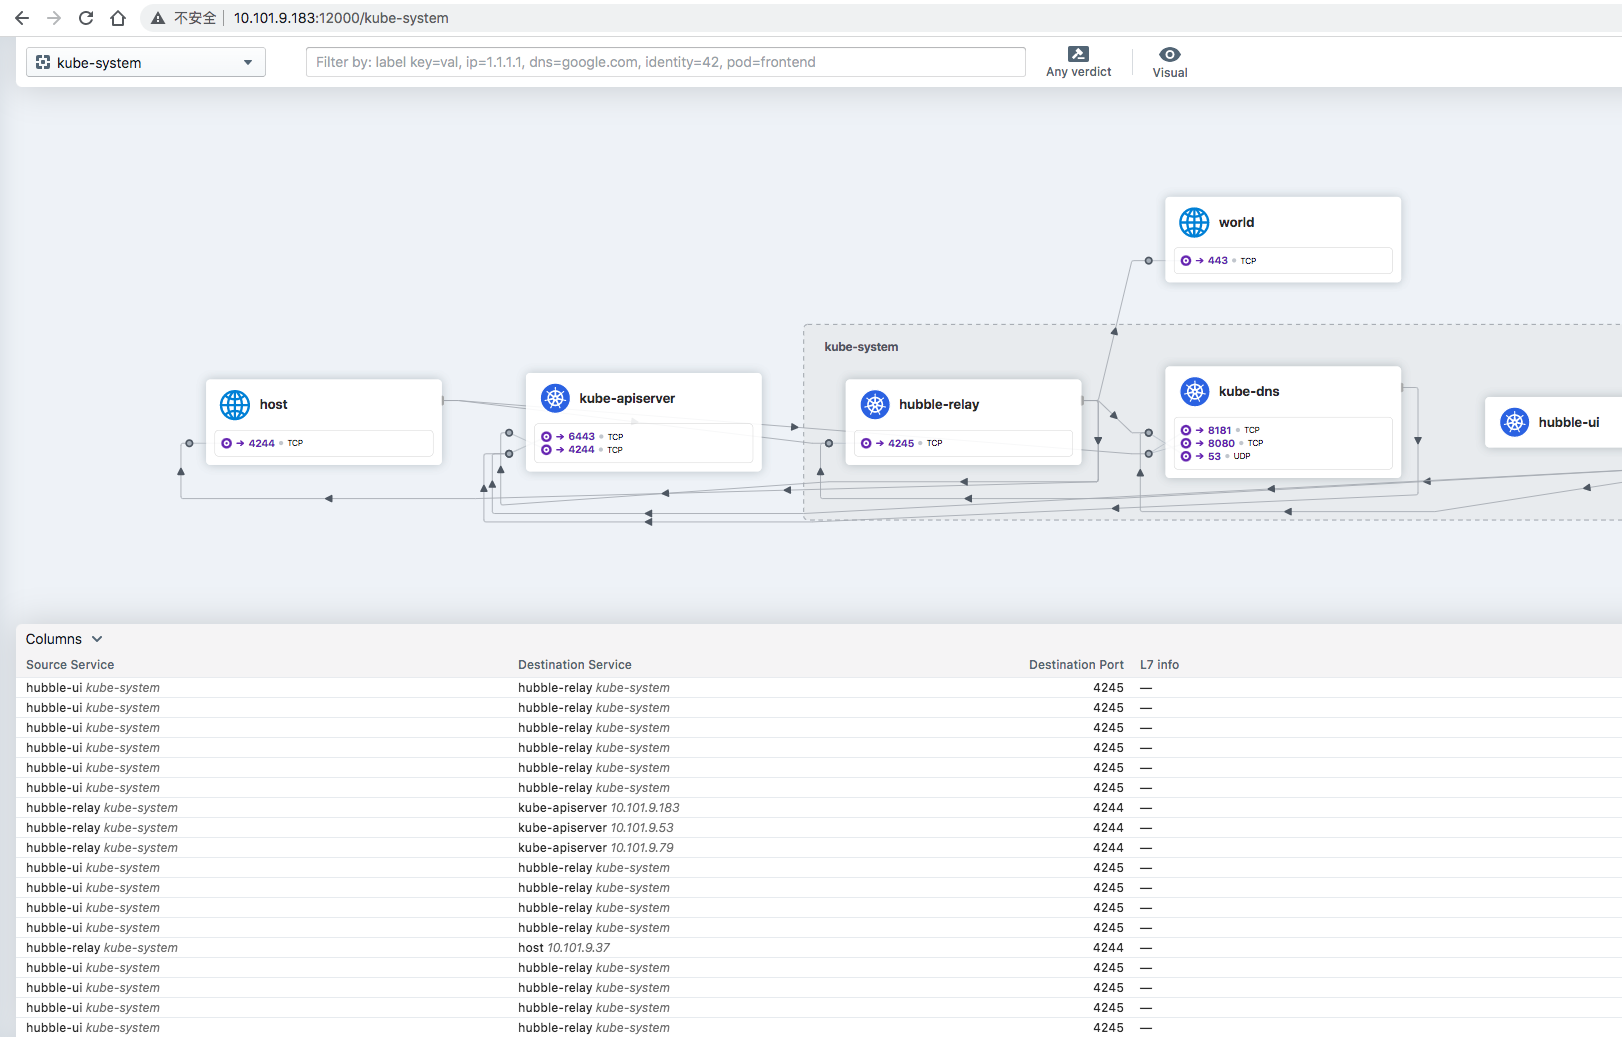 不安全 10.101.9.183:12000/kube-system
kube-system
Filter by: label key=val, ip=1.1.1.1, dns=google.com, identity=42, pod=frontend
Any verdict
Visual
world
443 TCP
kube-system
host
4244 TCP
kube-apiserver
6443 TCP
4244 TCP
hubble-relay
4245 TCP
kube-dns
8181 TCP
8080 TCP
53 UDP
hubble-ui
Columns
Source Service Destination Service Destination Port L7 info
hubble-ui kube-system hubble-relay kube-system 4245 —
hubble-ui kube-system hubble-relay kube-system 4245 —
hubble-ui kube-system hubble-relay kube-system 4245 —
hubble-ui kube-system hubble-relay kube-system 4245 —
hubble-ui kube-system hubble-relay kube-system 4245 —
hubble-ui kube-system hubble-relay kube-system 4245 —
hubble-relay kube-system kube-apiserver 10.101.9.183 4244 —
hubble-relay kube-system kube-apiserver 10.101.9.53 4244 —
hubble-relay kube-system kube-apiserver 10.101.9.79 4244 —
hubble-ui kube-system hubble-relay kube-system 4245 —
hubble-ui kube-system hubble-relay kube-system 4245 —
hubble-ui kube-system hubble-relay kube-system 4245 —
hubble-ui kube-system hubble-relay kube-system 4245 —
hubble-relay kube-system host 10.101.9.37 4244 —
hubble-ui kube-system hubble-relay kube-system 4245 —
hubble-ui kube-system hubble-relay kube-system 4245 —
hubble-ui kube-system hubble-relay kube-system 4245 —
hubble-ui kube-system hubble-relay kube-system 4245 —